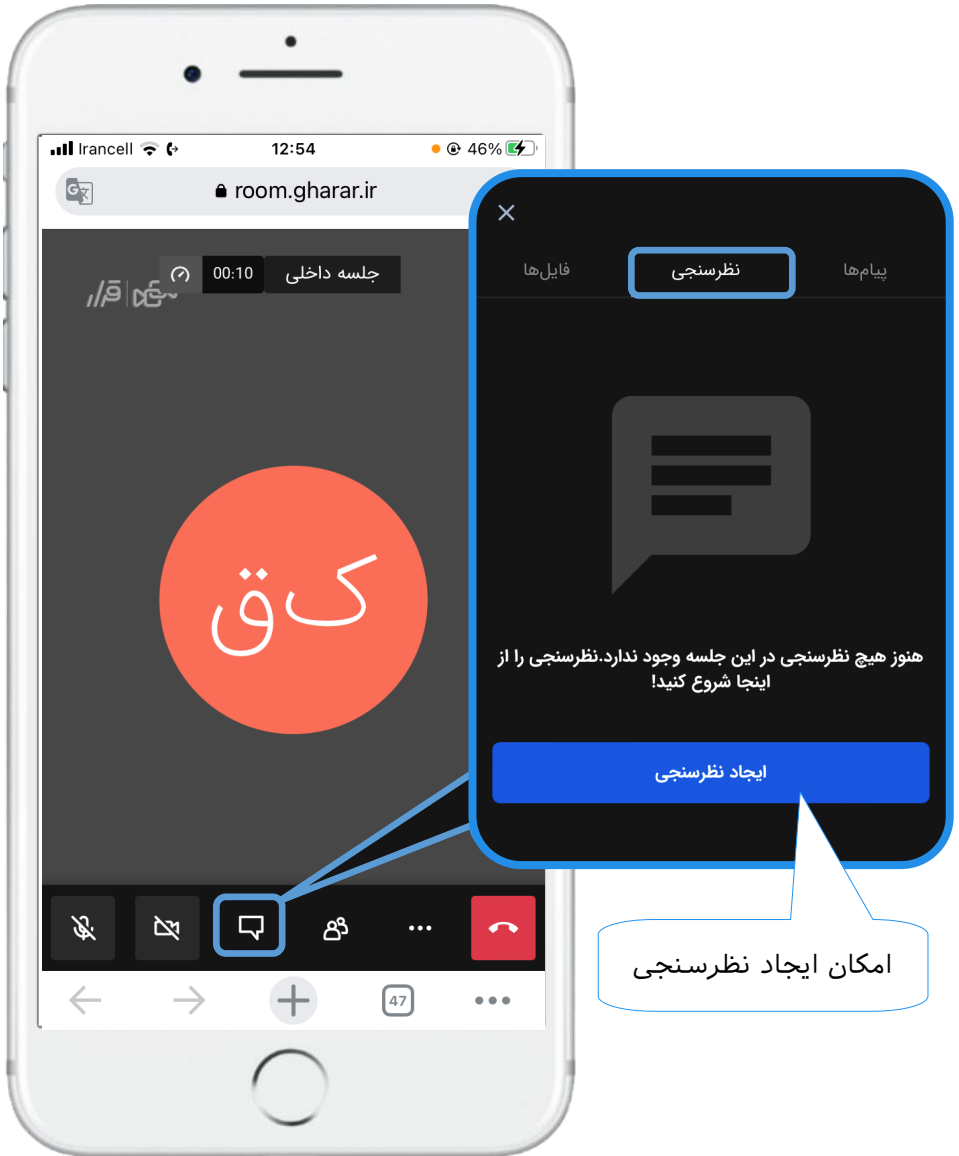 Irancell
12:54
46%
room.gharar.ir
جلسه داخلی
00:10
قرار
ک‌ق
47
پیام‌ها
نظرسنجی
فایل‌ها
هنوز هیچ نظرسنجی در این جلسه وجود ندارد.نظرسنجی را از
اینجا شروع کنید!
ایجاد نظرسنجی
امکان ایجاد نظرسنجی